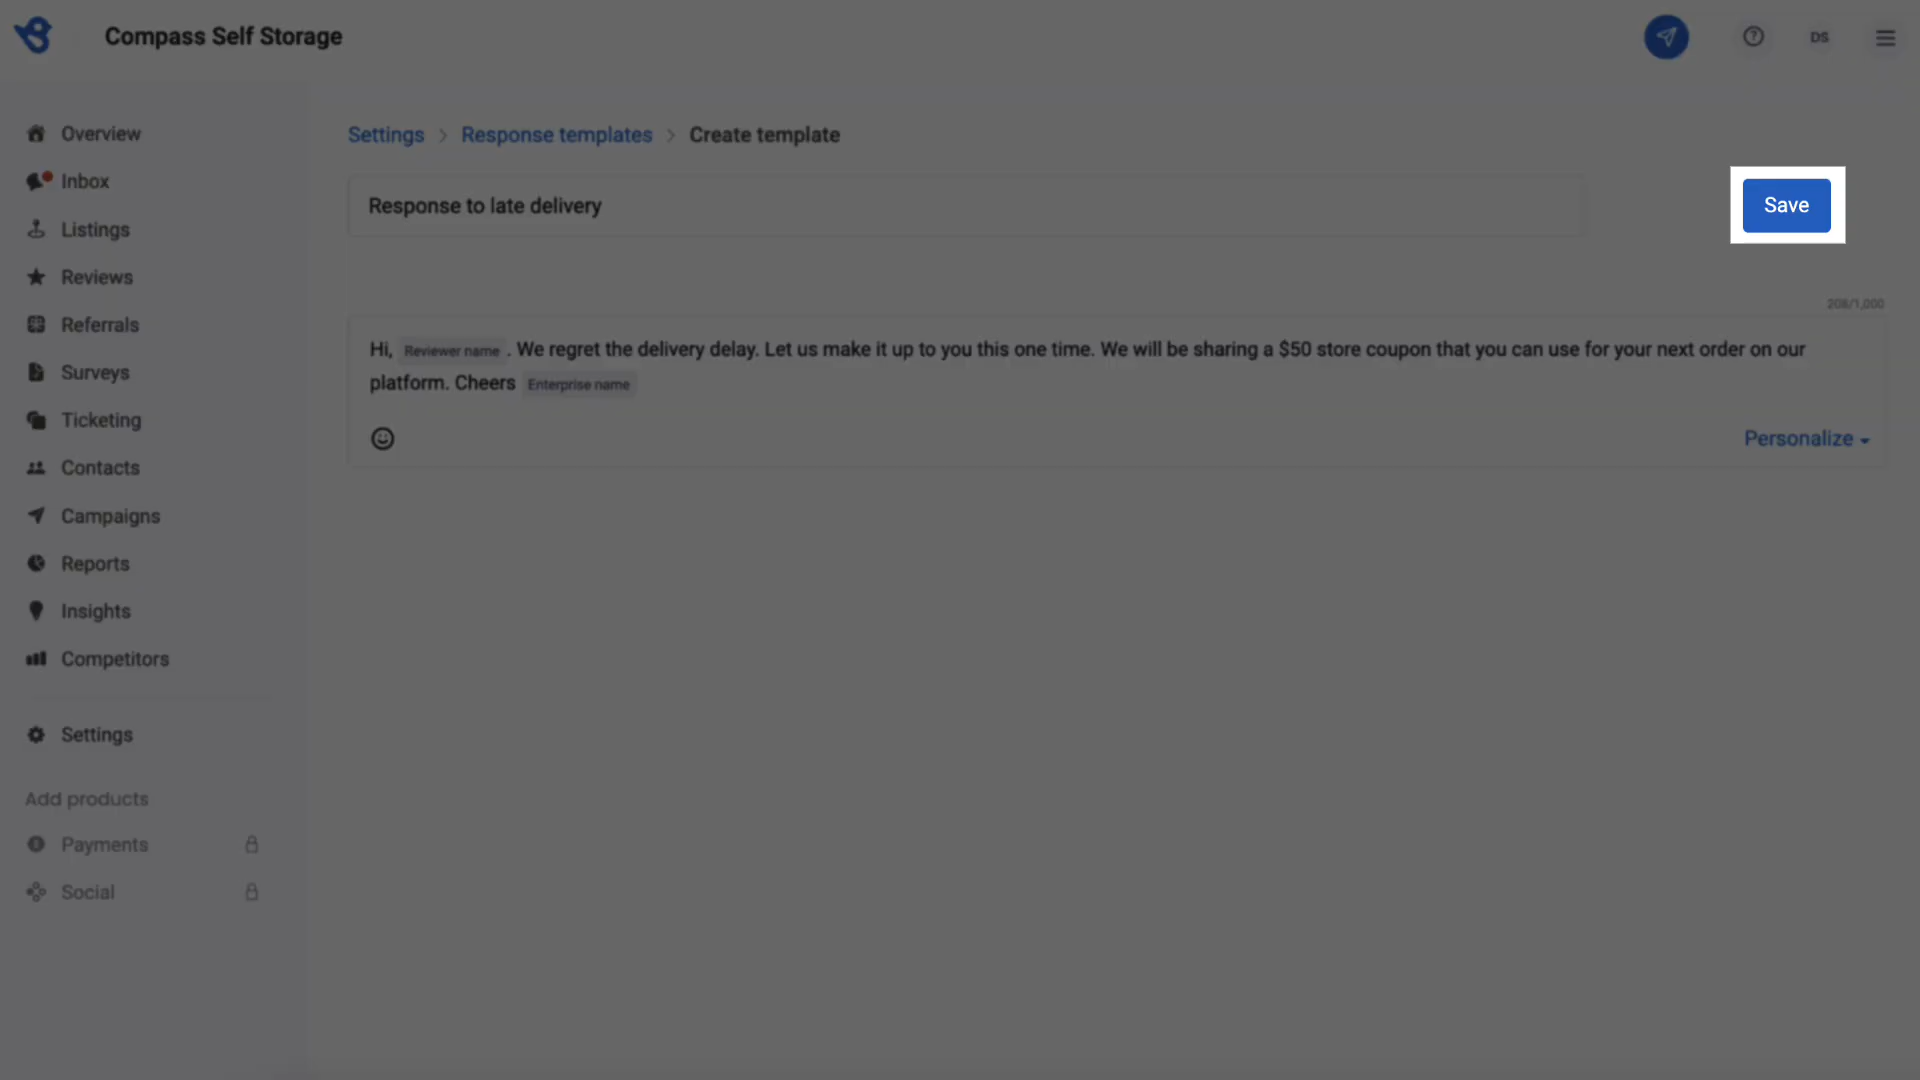 Compass Self Storage
DS
Overview
Inbox
Listings
Reviews
Referrals
Surveys
Ticketing
Contacts
Campaigns
Reports
Insights
Competitors
Settings
Add products
Payments
Social
Settings > Response templates > Create template
Response to late delivery
Save
208/1,000
Hi, Reviewer name . We regret the delivery delay. Let us make it up to you this one time. We will be sharing a $50 store coupon that you can use for your next order on our
platform. Cheers Enterprise name
Personalize